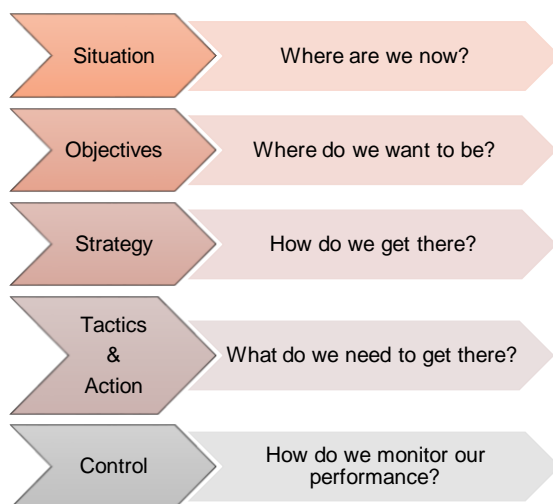 Situation
Where are we now?
Objectives
Where do we want to be?
Strategy
How do we get there?
Tactics
&
Action
What do we need to get there?
Control
How do we monitor our
performance?